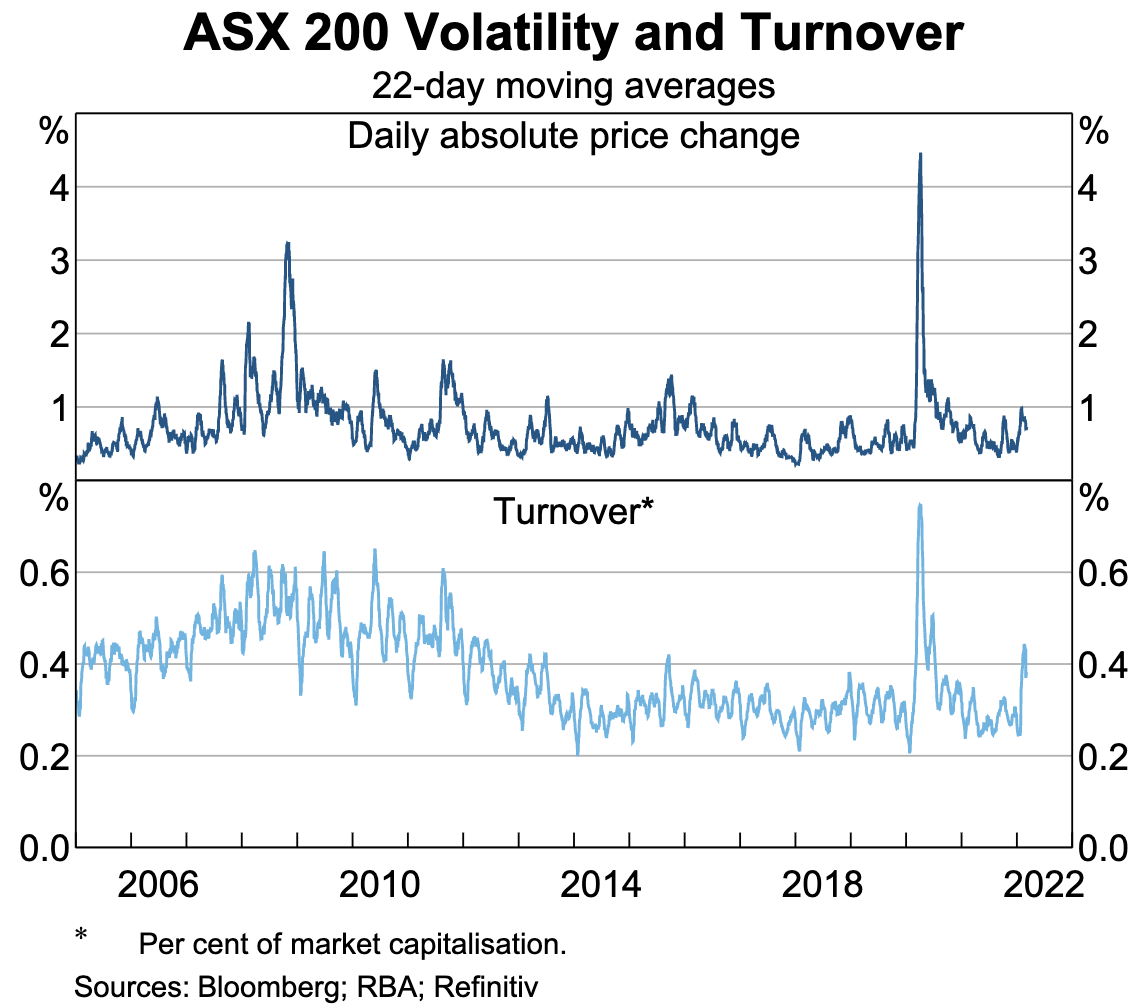 ASX 200 Volatility and Turnover
22-day moving averages
% Daily absolute price change %
4 4
3 3
2 2
1 1
% Turnover* %
0.6 0.6
0.4 0.4
0.2 0.2
0.0 0.0
2006 2010 2014 2018 2022
* Per cent of market capitalisation.
Sources: Bloomberg; RBA; Refinitiv